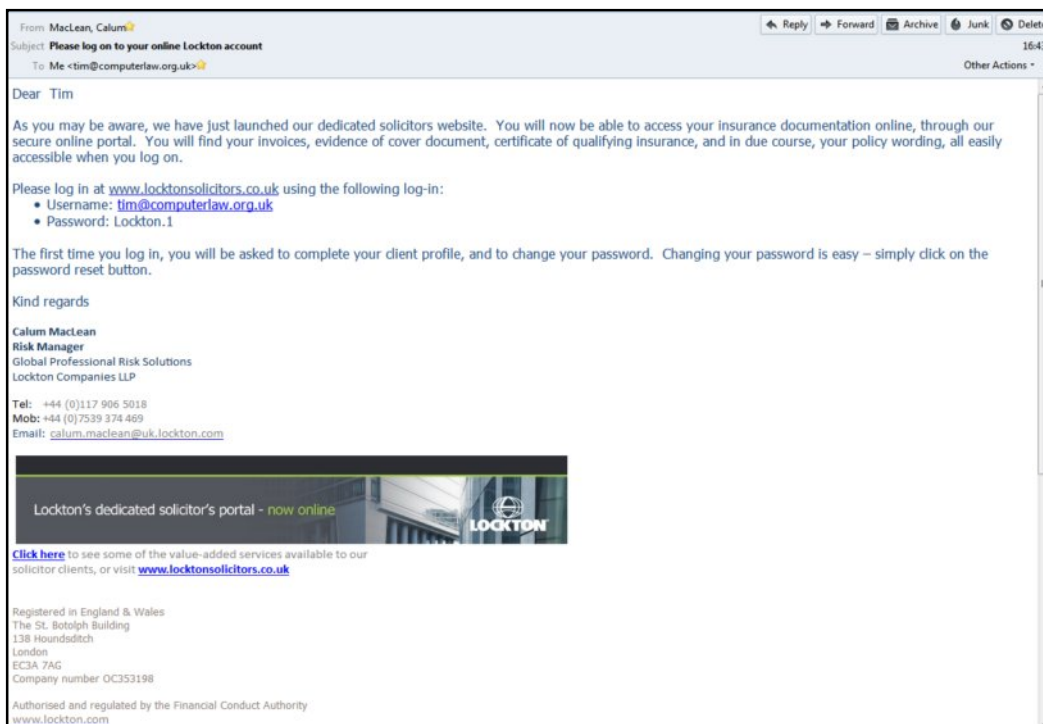 From MacLean, Calum
Reply Forward Archive Junk Delete
Subject Please log on to your online Lockton account
16:43
To Me <tim@computerlaw.org.uk>
Other Actions
Dear Tim
As you may be aware, we have just launched our dedicated solicitors website. You will now be able to access your insurance documentation online, through our
secure online portal. You will find your invoices, evidence of cover document, certificate of qualifying insurance, and in due course, your policy wording, all easily
accessible when you log on.
Please log in at www.locktonsolicitors.co.uk using the following log-in:
• Username: tim@computerlaw.org.uk
• Password: Lockton.1
The first time you log in, you will be asked to complete your client profile, and to change your password. Changing your password is easy – simply click on the
password reset button.
Kind regards
Calum MacLean
Risk Manager
Global Professional Risk Solutions
Lockton Companies LLP
Tel: +44 (0)117 906 5018
Mob: +44 (0)7539 374 469
Email: calum.maclean@uk.lockton.com
Lockton's dedicated solicitor's portal - now online
LOCKTON
Click here to see some of the value-added services available to our
solicitor clients, or visit www.locktonsolicitors.co.uk
Registered in England & Wales
The St. Botolph Building
138 Houndsditch
London
EC3A 7AG
Company number OC353198
Authorised and regulated by the Financial Conduct Authority
www.lockton.com